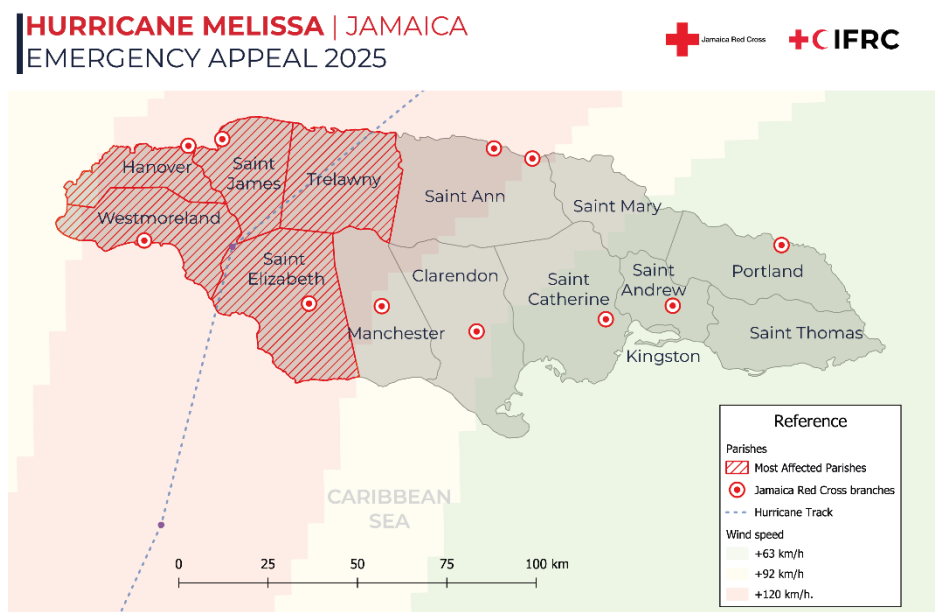 HURRICANE MELISSA | JAMAICA
EMERGENCY APPEAL 2025
Jamaica Red Cross
IFRC
Hanover
Saint
James
Trelawny
Saint Ann
Saint Mary
Westmoreland
Saint
Elizabeth
Clarendon
Saint
Catherine
Saint
Andrew
Portland
Manchester
Saint Thomas
Kingston
CARIBBEAN
SEA
0 25 50 75 100 km
Reference
Parishes
Most Affected Parishes
Jamaica Red Cross branches
Hurricane Track
Wind speed
+63 km/h
+92 km/h
+120 km/h.